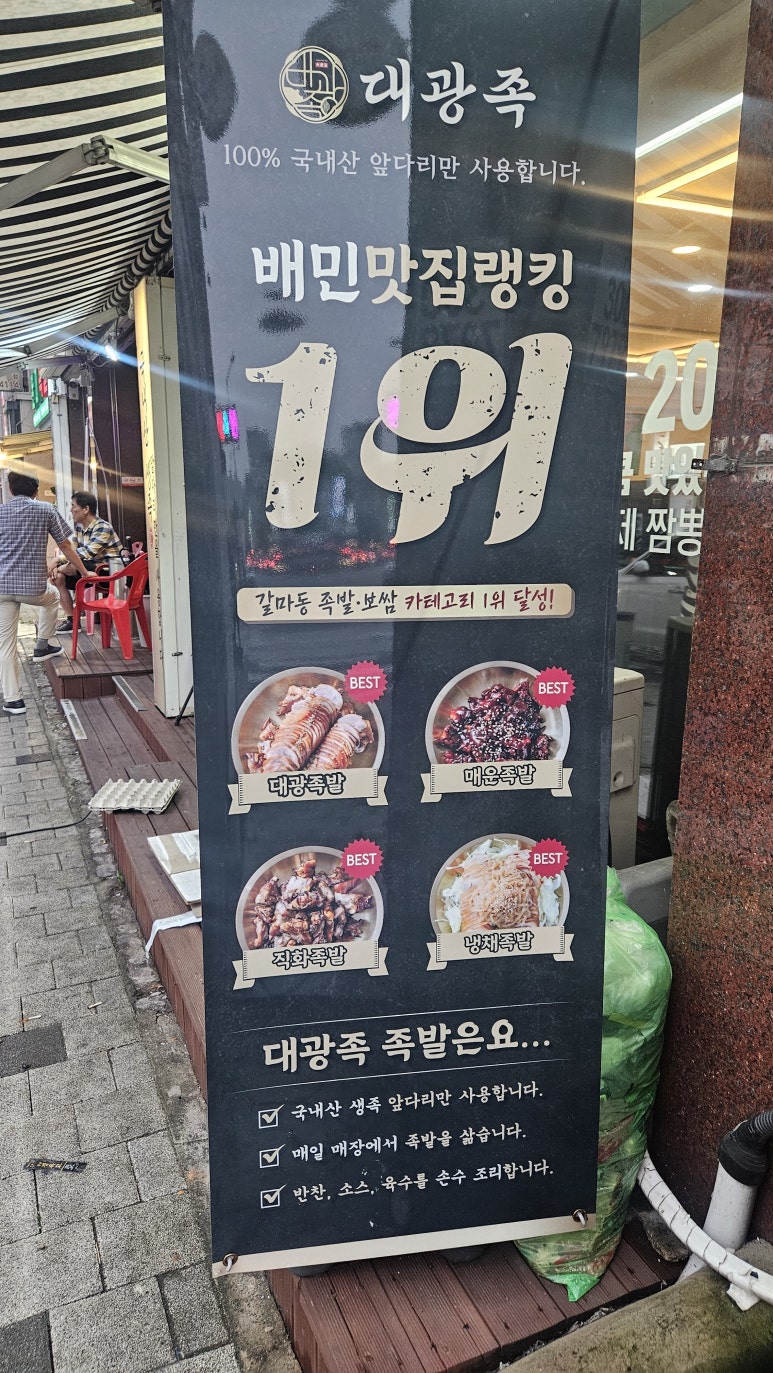 대광족
100% 국내산 앞다리만 사용합니다.
배민맛집랭킹
1위
갈마동 족발·보쌈 카테고리 1위 달성!
BEST
대광족발
BEST
매운족발
BEST
직화족발
BEST
냉채족발
대광족 족발은요...
국내산 생족 앞다리만 사용합니다.
매일 매장에서 족발을 삶습니다.
반찬, 소스, 육수를 손수 조리합니다.
20
맛있
제 짬뽕